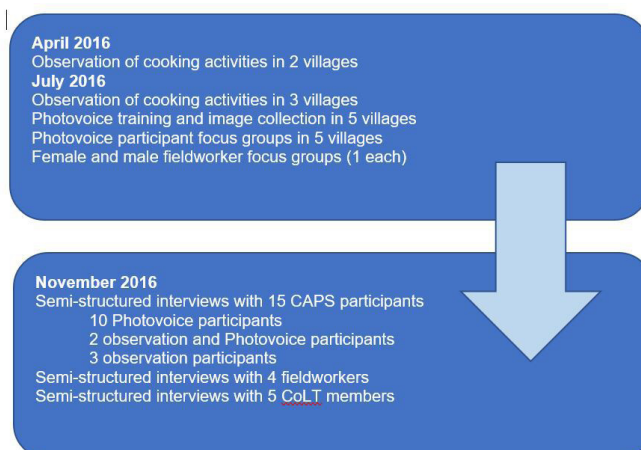 April 2016
Observation of cooking activities in 2 villages
July 2016
Observation of cooking activities in 3 villages
Photovoice training and image collection in 5 villages
Photovoice participant focus groups in 5 villages
Female and male fieldworker focus groups (1 each)
November 2016
Semi-structured interviews with 15 CAPS participants
10 Photovoice participants
2 observation and Photovoice participants
3 observation participants
Semi-structured interviews with 4 fieldworkers
Semi-structured interviews with 5 CoLT members